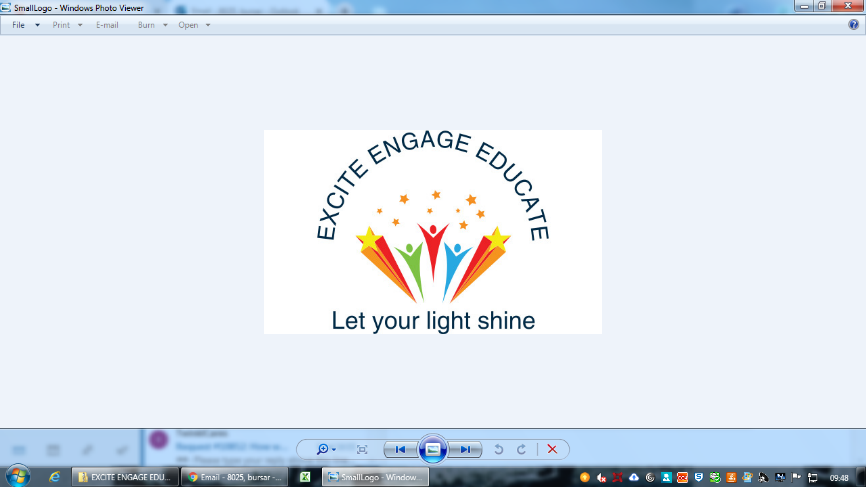 SmallLogo - Windows Photo Viewer
File Print E-mail Burn Open
EXCITE ENGAGE EDUCATE
Let your light shine
EXCITE ENGAGE EDU...
Email - 8025, bursar -...
SmallLogo - Window...
09:48